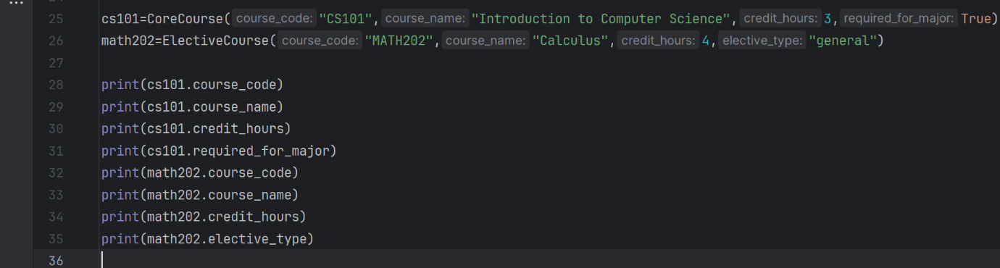 25 cs101=CoreCourse( course_code: "CS101", course_name: "Introduction to Computer Science", credit_hours: 3, required_for_major: True)
26 math202=ElectiveCourse( course_code: "MATH202", course_name: "Calculus", credit_hours: 4, elective_type: "general")
27
28 print(cs101.course_code)
29 print(cs101.course_name)
30 print(cs101.credit_hours)
31 print(cs101.required_for_major)
32 print(math202.course_code)
33 print(math202.course_name)
34 print(math202.credit_hours)
35 print(math202.elective_type)
36